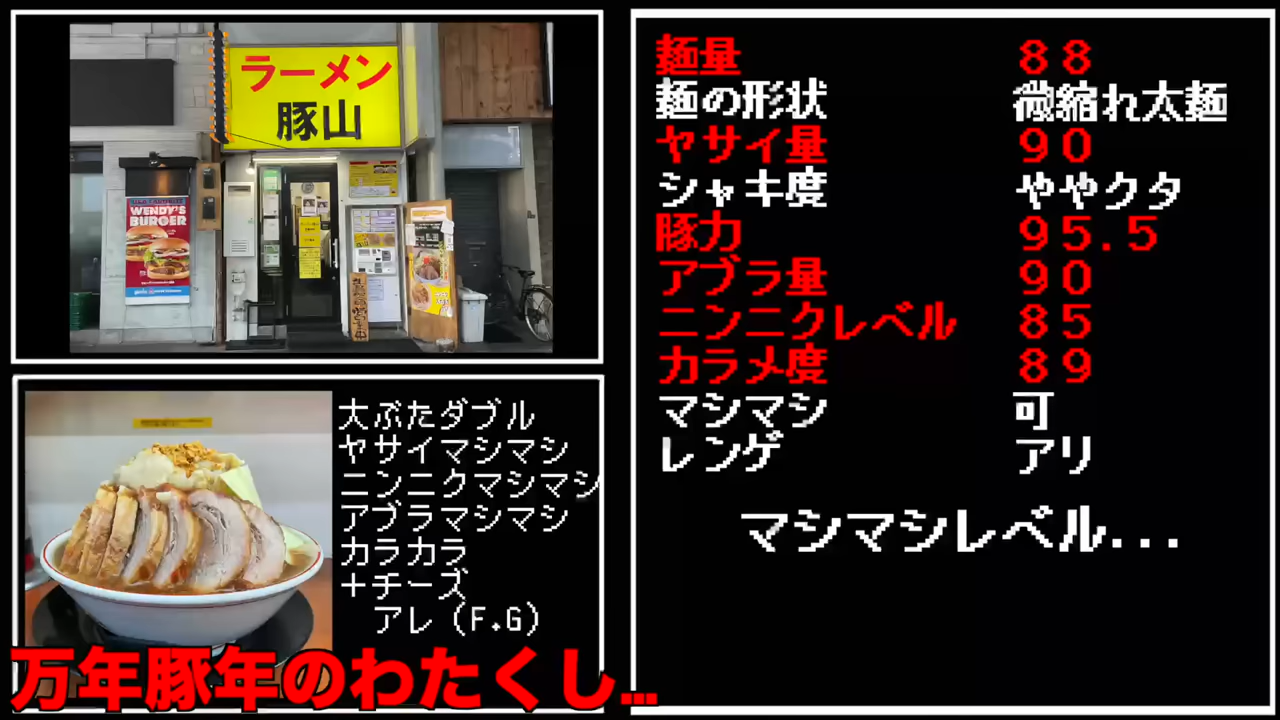 ラーメン
豚山
WENDY'S
BURGER
大ぶたダブル
ヤサイマシマシ
ニンニクマシマシ
アブラマシマシ
カラカラ
＋チーズ
アレ（F.G）
万年豚年のわたくし...
麺量 88
麺の形状 微縮れ太麺
ヤサイ量 90
シャキ度 ややクタ
豚力 95.5
アブラ量 90
ニンニクレベル 85
カラメ度 89
マシマシ 可
レンゲ アリ
マシマシレベル...